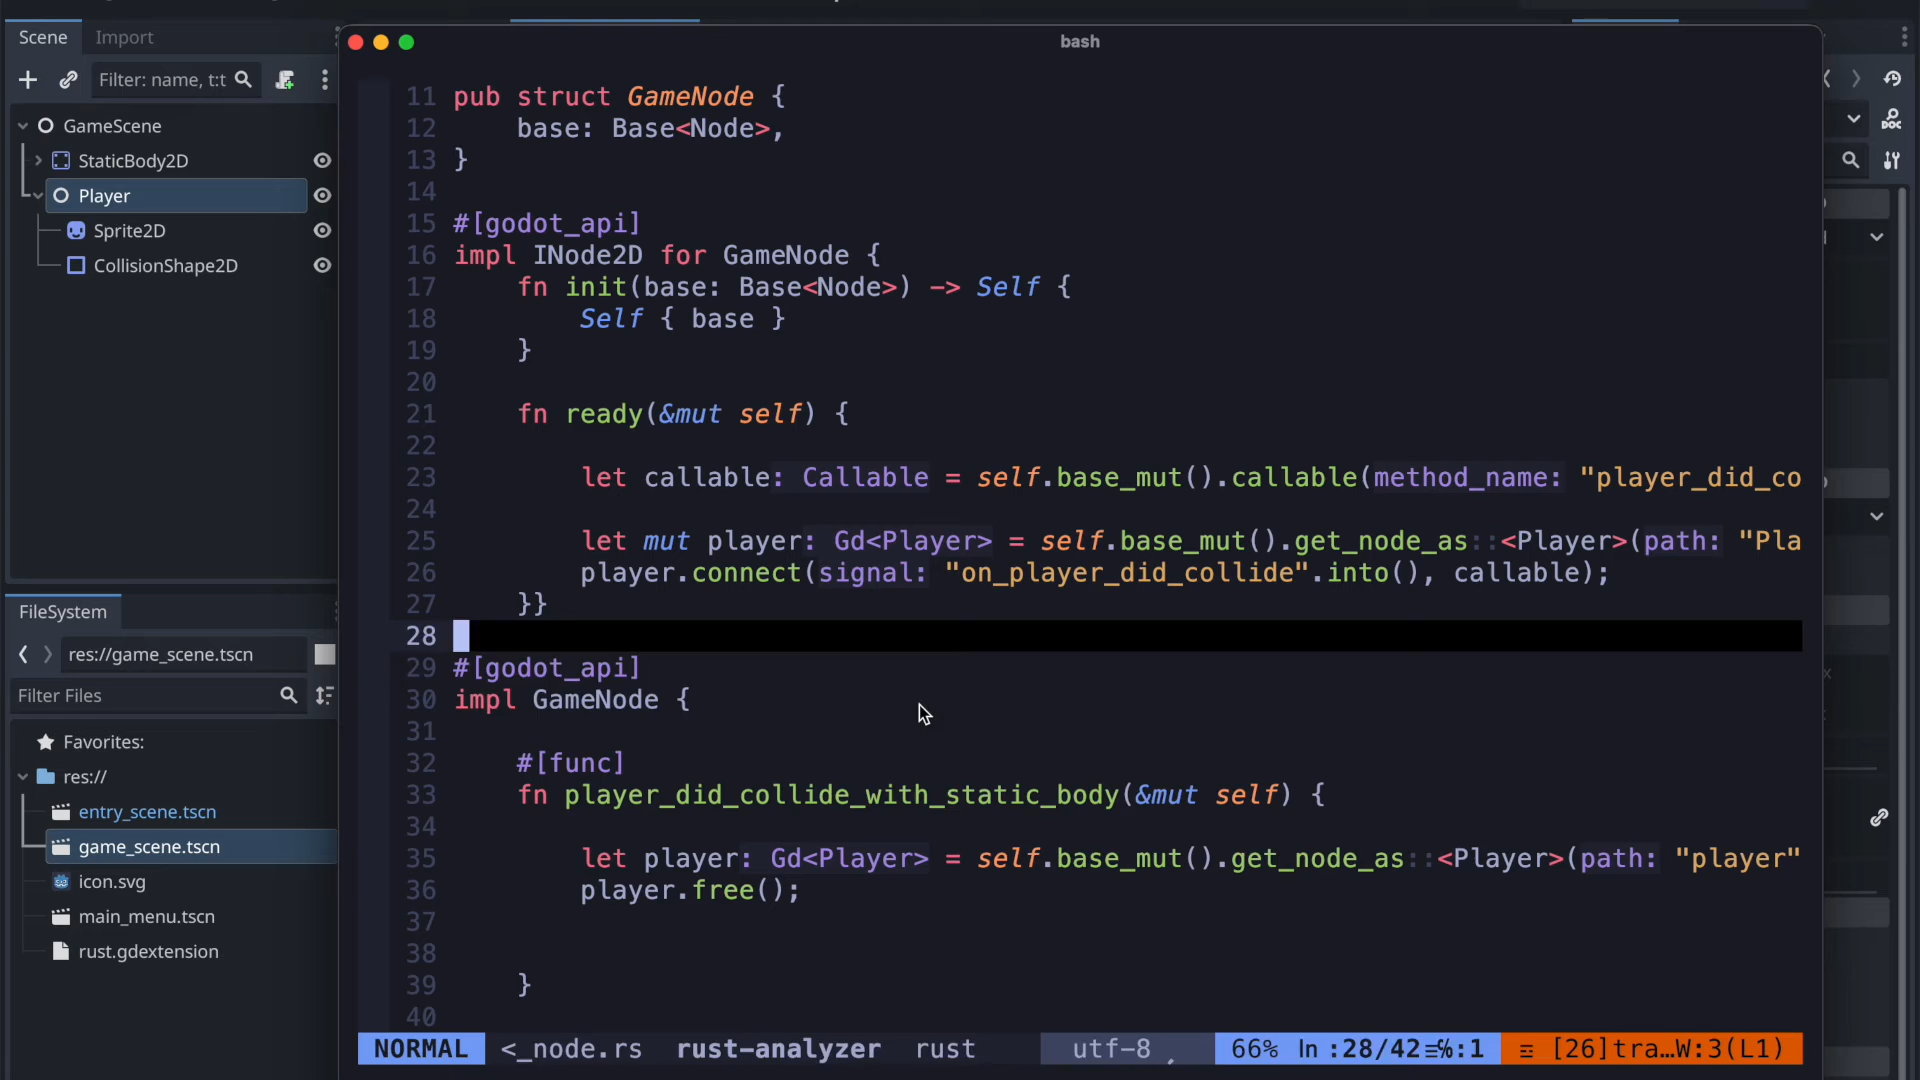 Scene Import
Filter: name, t:t
GameScene
StaticBody2D
Player
Sprite2D
CollisionShape2D
FileSystem
res://game_scene.tscn
Filter Files
Favorites:
res://
entry_scene.tscn
game_scene.tscn
icon.svg
main_menu.tscn
rust.gdextension
bash
11 pub struct GameNode {
12 base: Base<Node>,
13 }
14
15 #[godot_api]
16 impl INode2D for GameNode {
17 fn init(base: Base<Node>) -> Self {
18 Self { base }
19 }
20
21 fn ready(&mut self) {
22
23 let callable: Callable = self.base_mut().callable(method_name: "player_did_co
24
25 let mut player: Gd<Player> = self.base_mut().get_node_as::<Player>(path: "Pla
26 player.connect(signal: "on_player_did_collide".into(), callable);
27 }}
28
29 #[godot_api]
30 impl GameNode {
31
32 #[func]
33 fn player_did_collide_with_static_body(&mut self) {
34
35 let player: Gd<Player> = self.base_mut().get_node_as::<Player>(path: "player"
36 player.free();
37
38
39 }
40
NORMAL <_node.rs rust-analyzer rust utf-8 66% ln :28/42≡%:1 [26]tra…W:3(L1)
DOC